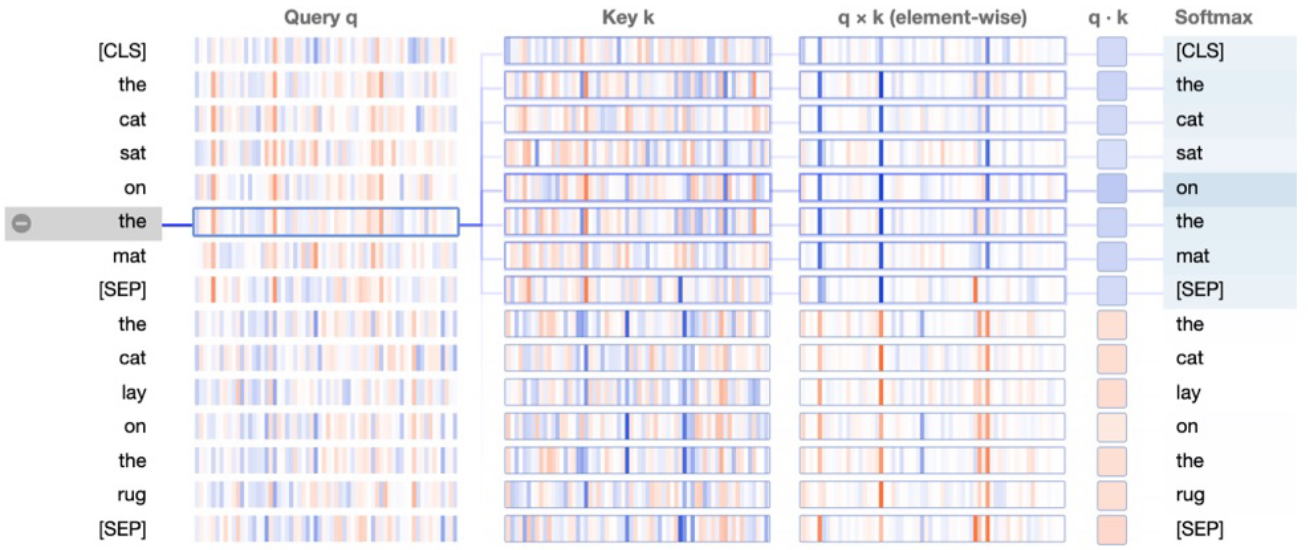 Query q Key k q × k (element-wise) q · k Softmax
[CLS] [CLS]
the the
cat cat
sat sat
on on
the the
mat mat
[SEP] [SEP]
the the
cat cat
lay lay
on on
the the
rug rug
[SEP] [SEP]